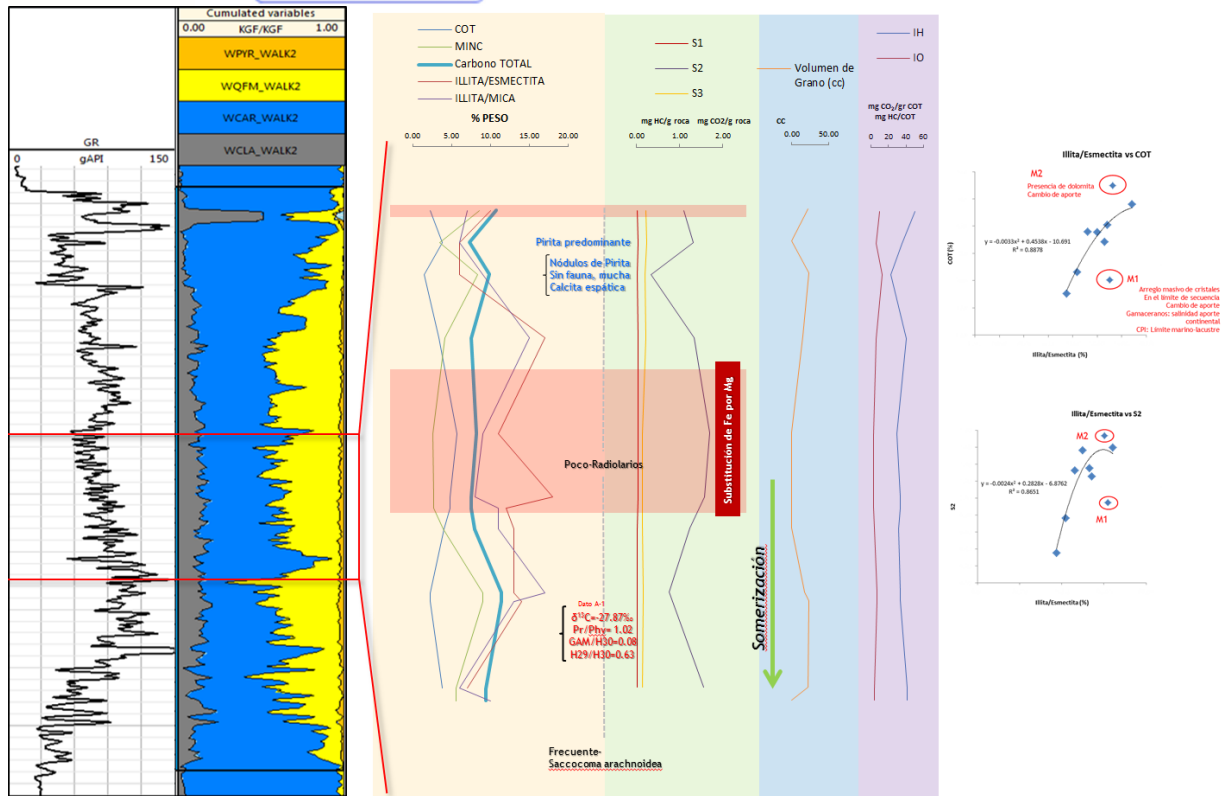 Cumulated variables
0.00 KGF/KGF 1.00
WPYR_WALK2
WQFM_WALK2
WCAR_WALK2
WCLA_WALK2
GR
0 gAPI 150
COT
MINC
Carbono TOTAL
ILLITA/ESMECTITA
ILLITA/MICA
% PESO
0.00 5.00 10.00 15.00 20.00
S1
S2
S3
mg HC/g roca mg CO2/g roca
0.00 1.00 2.00
Volumen de
Grano (cc)
CC
0.00 50.00
IH
IO
mg CO₂/gr COT
mg HC/COT
0 20 40 60
Pirita predominante
Nódulos de Pirita
Sin fauna, mucha
Calcita espática
Poco-Radiolarios
Substitución de Fe por Mg
Somerización
Dato A-1
δ¹³C=-27.87‰
Pr/Phy= 1.02
GAM/H30=0.08
H29/H30=0.63
Frecuente-
Saccocoma arachnoidea
Illita/Esmectita vs COT
M2
Presencia de dolomita
Cambio de aporte
y = -0.0033x² + 0.4538x - 10.691
R² = 0.8878
COT(%)
M1
Arreglo masivo de cristales
En el límite de secuencia
Cambio de aporte
Gamaceranos: salinidad aporte
continental
CPI: Límite marino-lacustre
Illita/Esmectita (%)
Illita/Esmectita vs S2
M2
y = -0.0024x² + 0.2828x - 6.8762
R² = 0.8651
S2
M1
Illita/Esmectita (%)